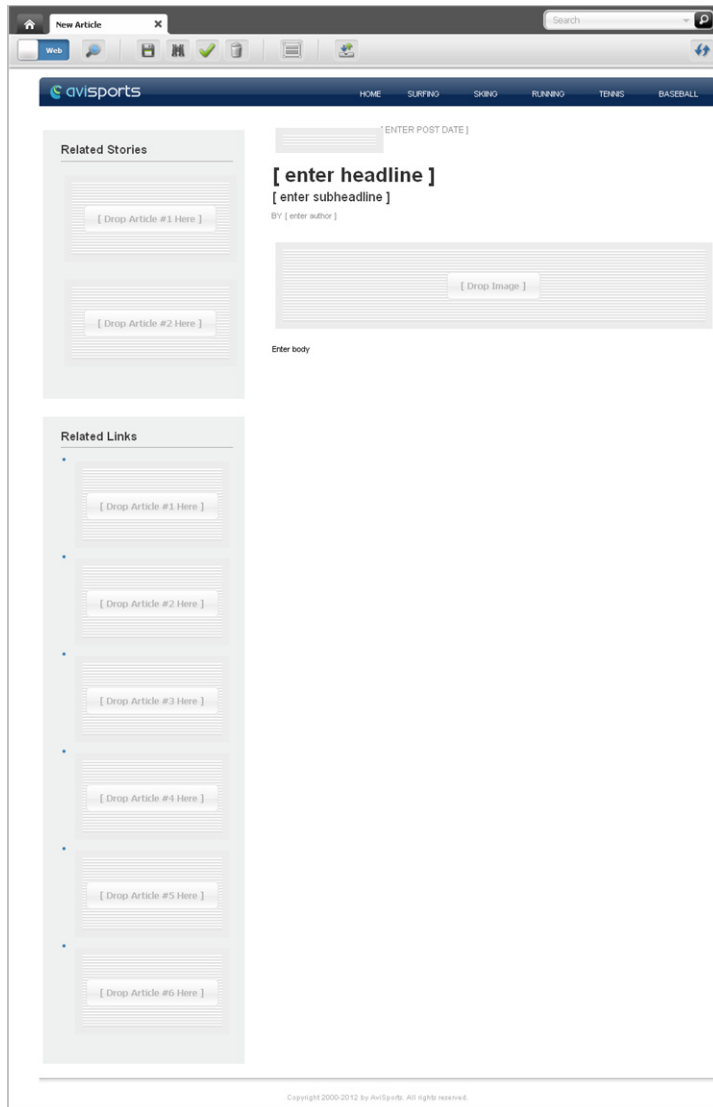 New Article
Search
Web
avisports
HOME SURFING SKIING RUNNING TENNIS BASEBALL
Related Stories
[ Drop Article #1 Here ]
[ Drop Article #2 Here ]
[ ENTER POST DATE ]
[ enter headline ]
[ enter subheadline ]
BY [ enter author ]
[ Drop Image ]
Enter body
Related Links
[ Drop Article #1 Here ]
[ Drop Article #2 Here ]
[ Drop Article #3 Here ]
[ Drop Article #4 Here ]
[ Drop Article #5 Here ]
[ Drop Article #6 Here ]
Copyright 2000-2012 by AviSports. All rights reserved.